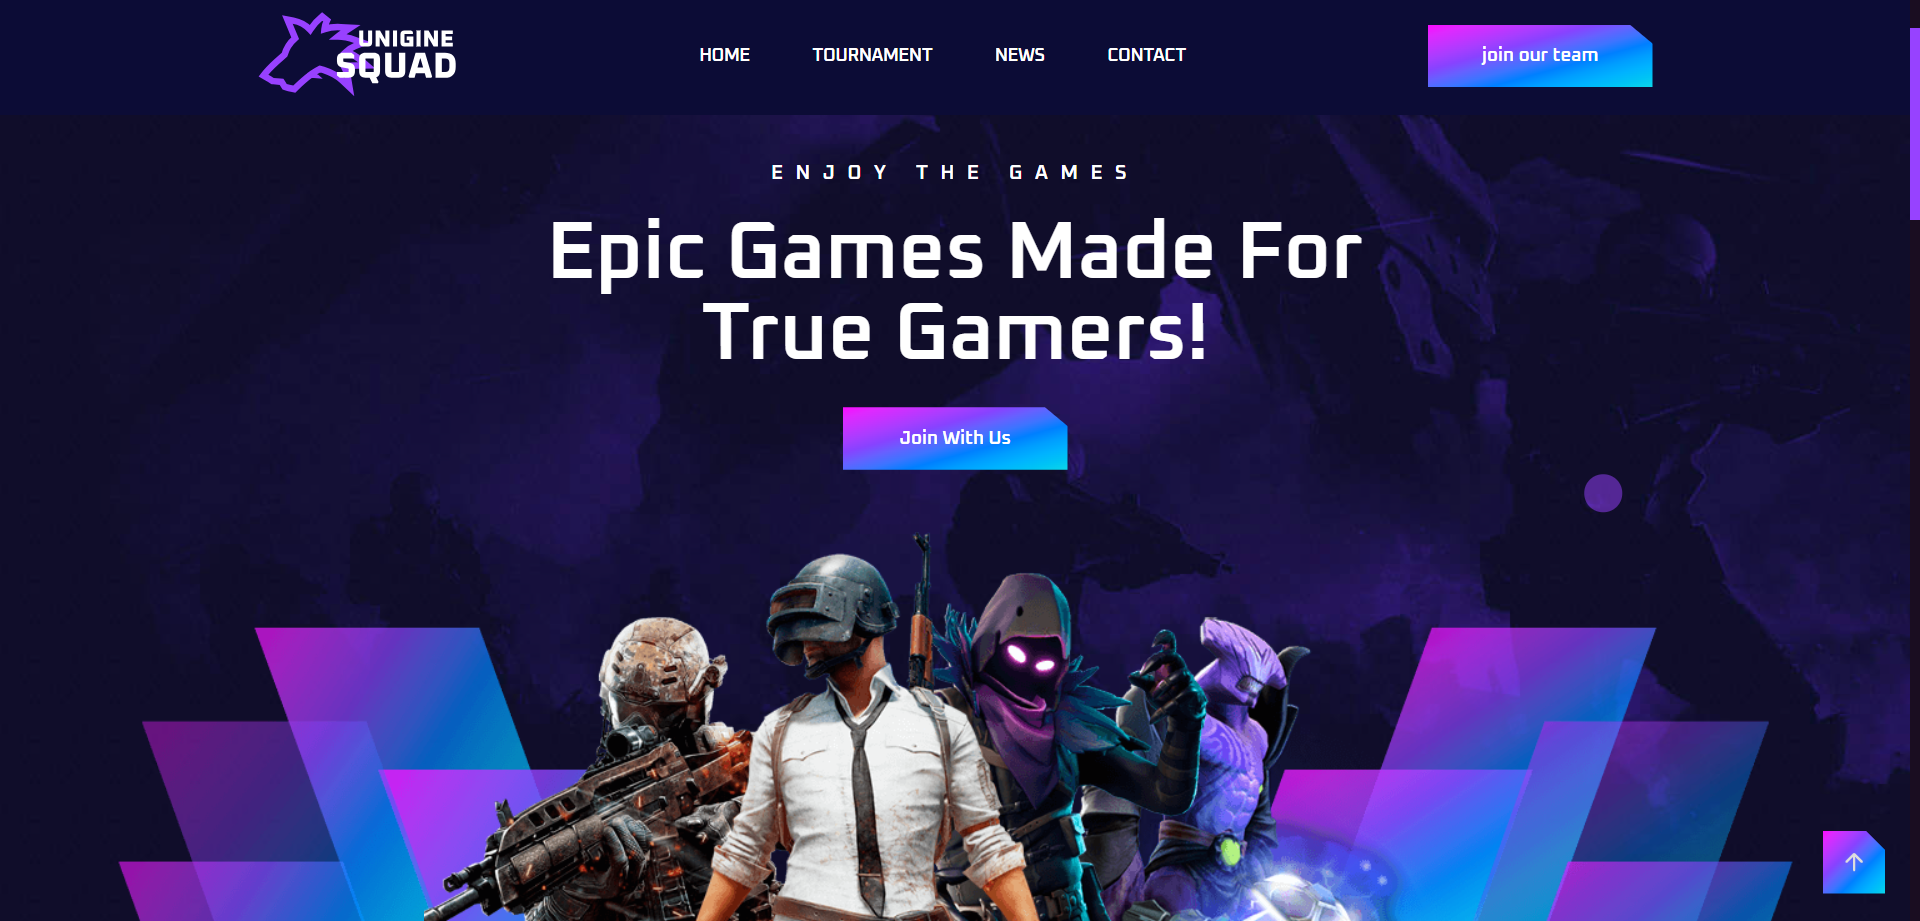 UNIGINE
SQUAD
HOME TOURNAMENT NEWS CONTACT
join our team
ENJOY THE GAMES
Epic Games Made For
True Gamers!
Join With Us